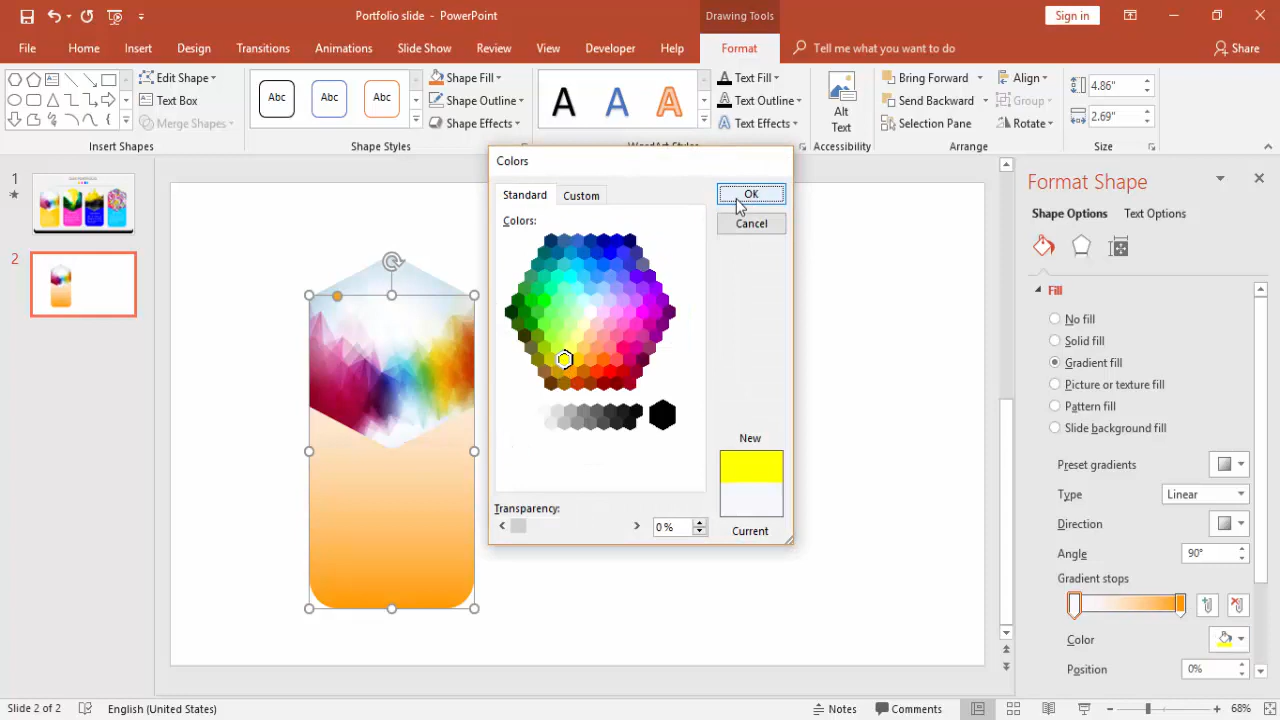 Portfolio slide - PowerPoint
Drawing Tools
Sign in
File Home Insert Design Transitions Animations Slide Show Review View Developer Help Format Tell me what you want to do Share
Edit Shape
Text Box
Merge Shapes
Insert Shapes
Abc Abc Abc
Shape Fill
Shape Outline
Shape Effects
Shape Styles
A A A
Text Fill
Text Outline
Text Effects
WordArt Styles
Alt
Text
Accessibility
Bring Forward
Send Backward
Selection Pane
Align
Group
Rotate
Arrange
4.86"
2.69"
Size
1
2
Colors
Standard Custom
OK
Cancel
Colors:
New
Current
Transparency:
0 %
Format Shape
Shape Options Text Options
Fill
No fill
Solid fill
Gradient fill
Picture or texture fill
Pattern fill
Slide background fill
Preset gradients
Type Linear
Direction
Angle 90°
Gradient stops
Color
Position 0%
Slide 2 of 2 English (United States) Notes Comments 68%